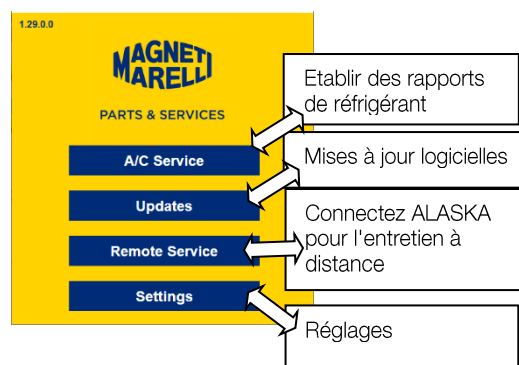 1.29.0.0
MAGNETI
MARELLI
PARTS & SERVICES
A/C Service
Etablir des rapports
de réfrigérant
Updates
Mises à jour logicielles
Remote Service
Connectez ALASKA
pour l'entretien à
distance
Settings
Réglages